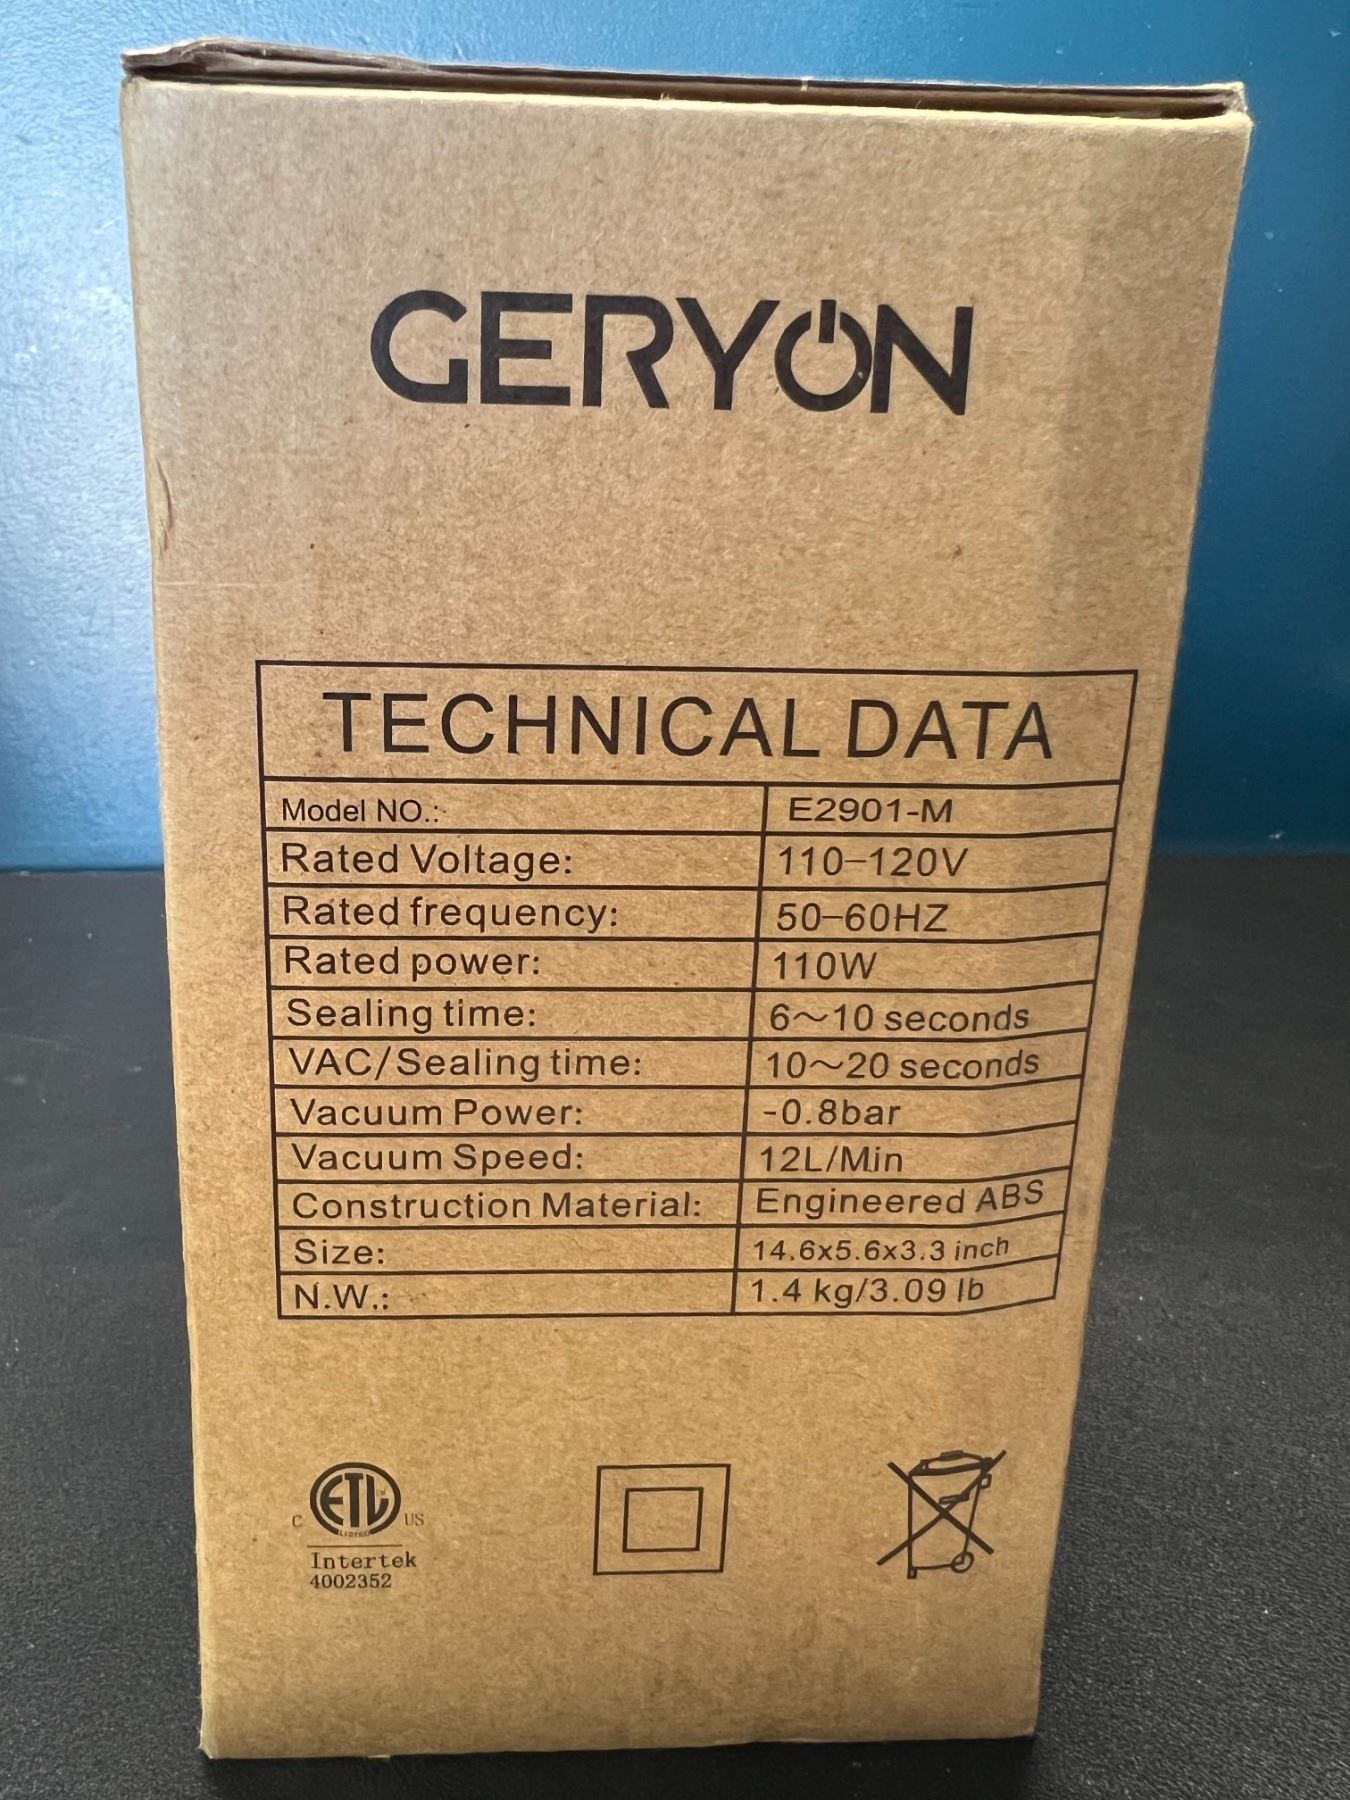 GERYON
TECHNICAL DATA
Model NO.: E2901-M
Rated Voltage: 110-120V
Rated frequency: 50-60HZ
Rated power: 110W
Sealing time: 6~10 seconds
VAC/Sealing time: 10~20 seconds
Vacuum Power: -0.8bar
Vacuum Speed: 12L/Min
Construction Material: Engineered ABS
Size: 14.6x5.6x3.3 inch
N.W.: 1.4 kg/3.09 lb
C ETL US
LISTED
Intertek
4002352